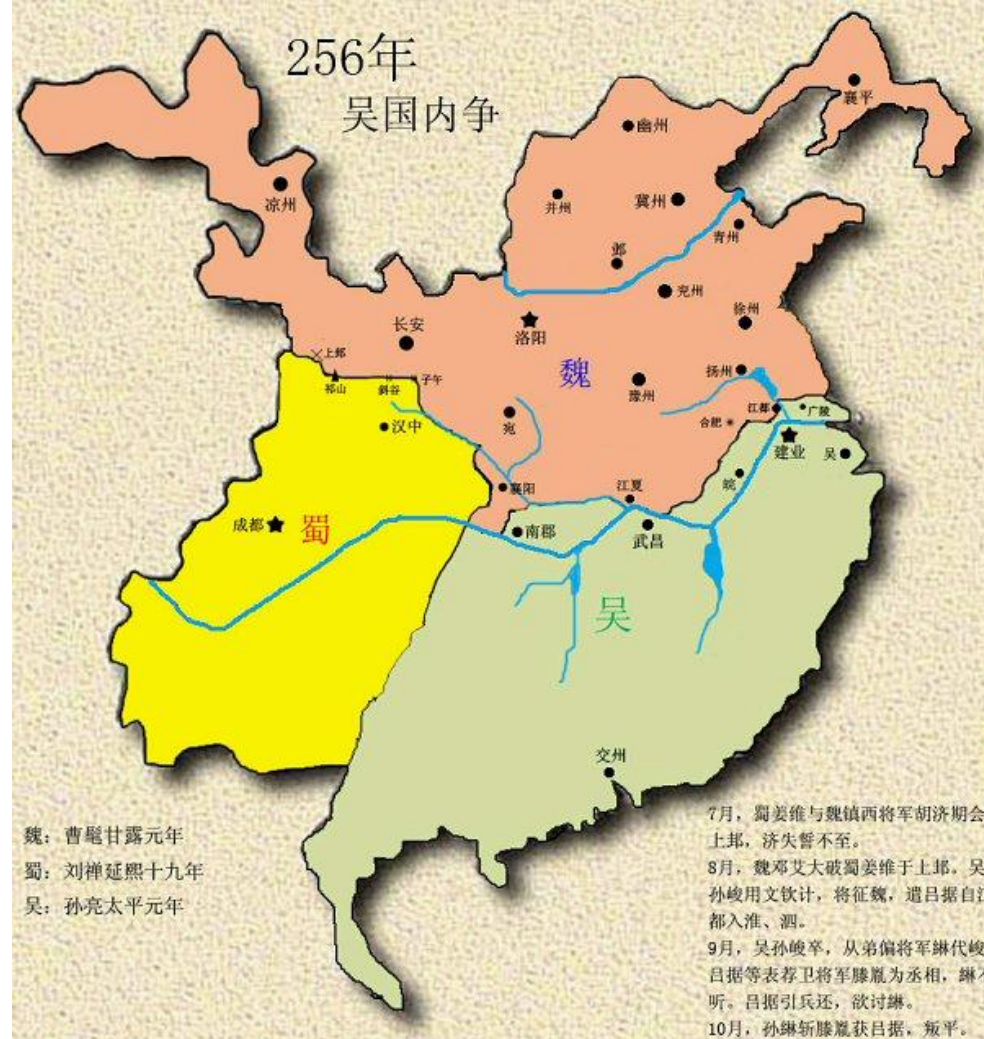 256年
吴国内争
襄平
幽州
凉州
并州
冀州
青州
邺
兖州
徐州
长安
洛阳
上邽
祁山
斜谷
子午
魏
扬州
豫州
汉中
宛
江都
广陵
合肥
建业
吴
皖
襄阳
江夏
成都
蜀
南郡
武昌
吴
交州
魏：曹髦甘露元年
蜀：刘禅延熙十九年
吴：孙亮太平元年
7月，蜀姜维与魏镇西将军胡济期会
上邽，济失誓不至。
8月，魏邓艾大破蜀姜维于上邽。吴
孙峻用文钦计，将征魏，遣吕据自江
都入淮、泗。
9月，吴孙峻卒，从弟偏将军綝代峻
吕据等表荐卫将军滕胤为丞相，綝不
听。吕据引兵还，欲讨綝。
10月，孙綝斩滕胤获吕据，叛平。